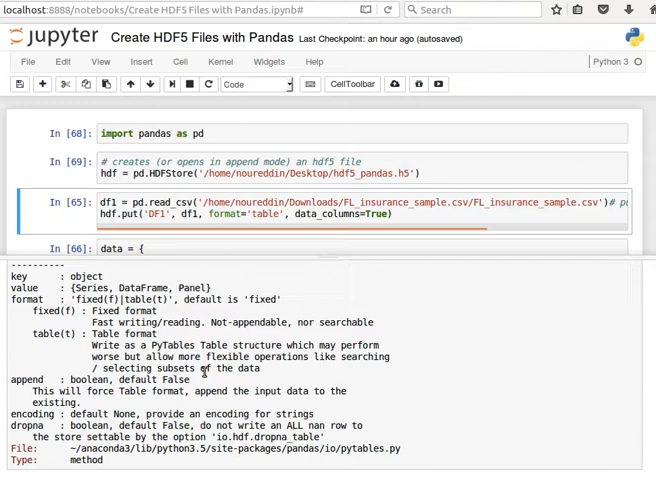 localhost:8888/notebooks/Create HDF5 Files with Pandas.ipynb#
Search
jupyter Create HDF5 Files with Pandas Last Checkpoint: an hour ago (autosaved)
File Edit View Insert Cell Kernel Widgets Help Python 3
Code CellToolbar
In [68]: import pandas as pd
In [69]: # creates (or opens in append mode) an hdf5 file
hdf = pd.HDFStore('/home/noureddin/Desktop/hdf5_pandas.h5')
In [65]: df1 = pd.read_csv('/home/noureddin/Downloads/FL_insurance_sample.csv/FL_insurance_sample.csv')#
hdf.put('DF1', df1, format='table', data_columns=True)
In [66]: data = {
----------
key : object
value : {Series, DataFrame, Panel}
format : 'fixed(f)|table(t)', default is 'fixed'
fixed(f) : Fixed format
Fast writing/reading. Not-appendable, nor searchable
table(t) : Table format
Write as a PyTables Table structure which may perform
worse but allow more flexible operations like searching
/ selecting subsets of the data
append : boolean, default False
This will force Table format, append the input data to the
existing.
encoding : default None, provide an encoding for strings
dropna : boolean, default False, do not write an ALL nan row to
the store settable by the option 'io.hdf.dropna_table'
File: ~/anaconda3/lib/python3.5/site-packages/pandas/io/pytables.py
Type: method